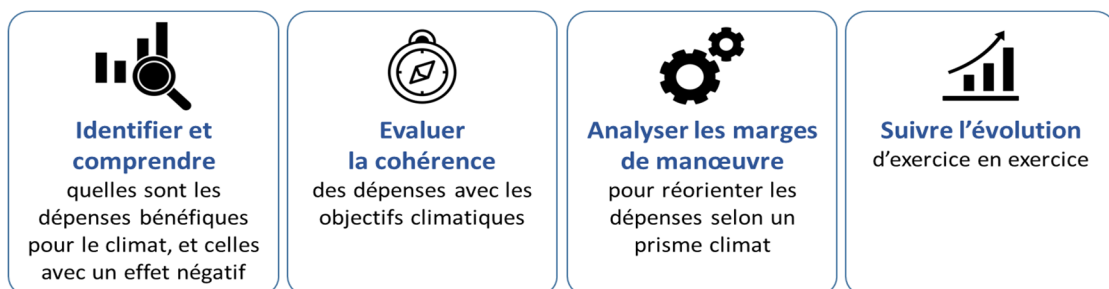 Identifier et
comprendre
quelles sont les
dépenses bénéfiques
pour le climat, et celles
avec un effet négatif
Evaluer
la cohérence
des dépenses avec les
objectifs climatiques
Analyser les marges
de manœuvre
pour réorienter les
dépenses selon un
prisme climat
Suivre l’évolution
d’exercice en exercice